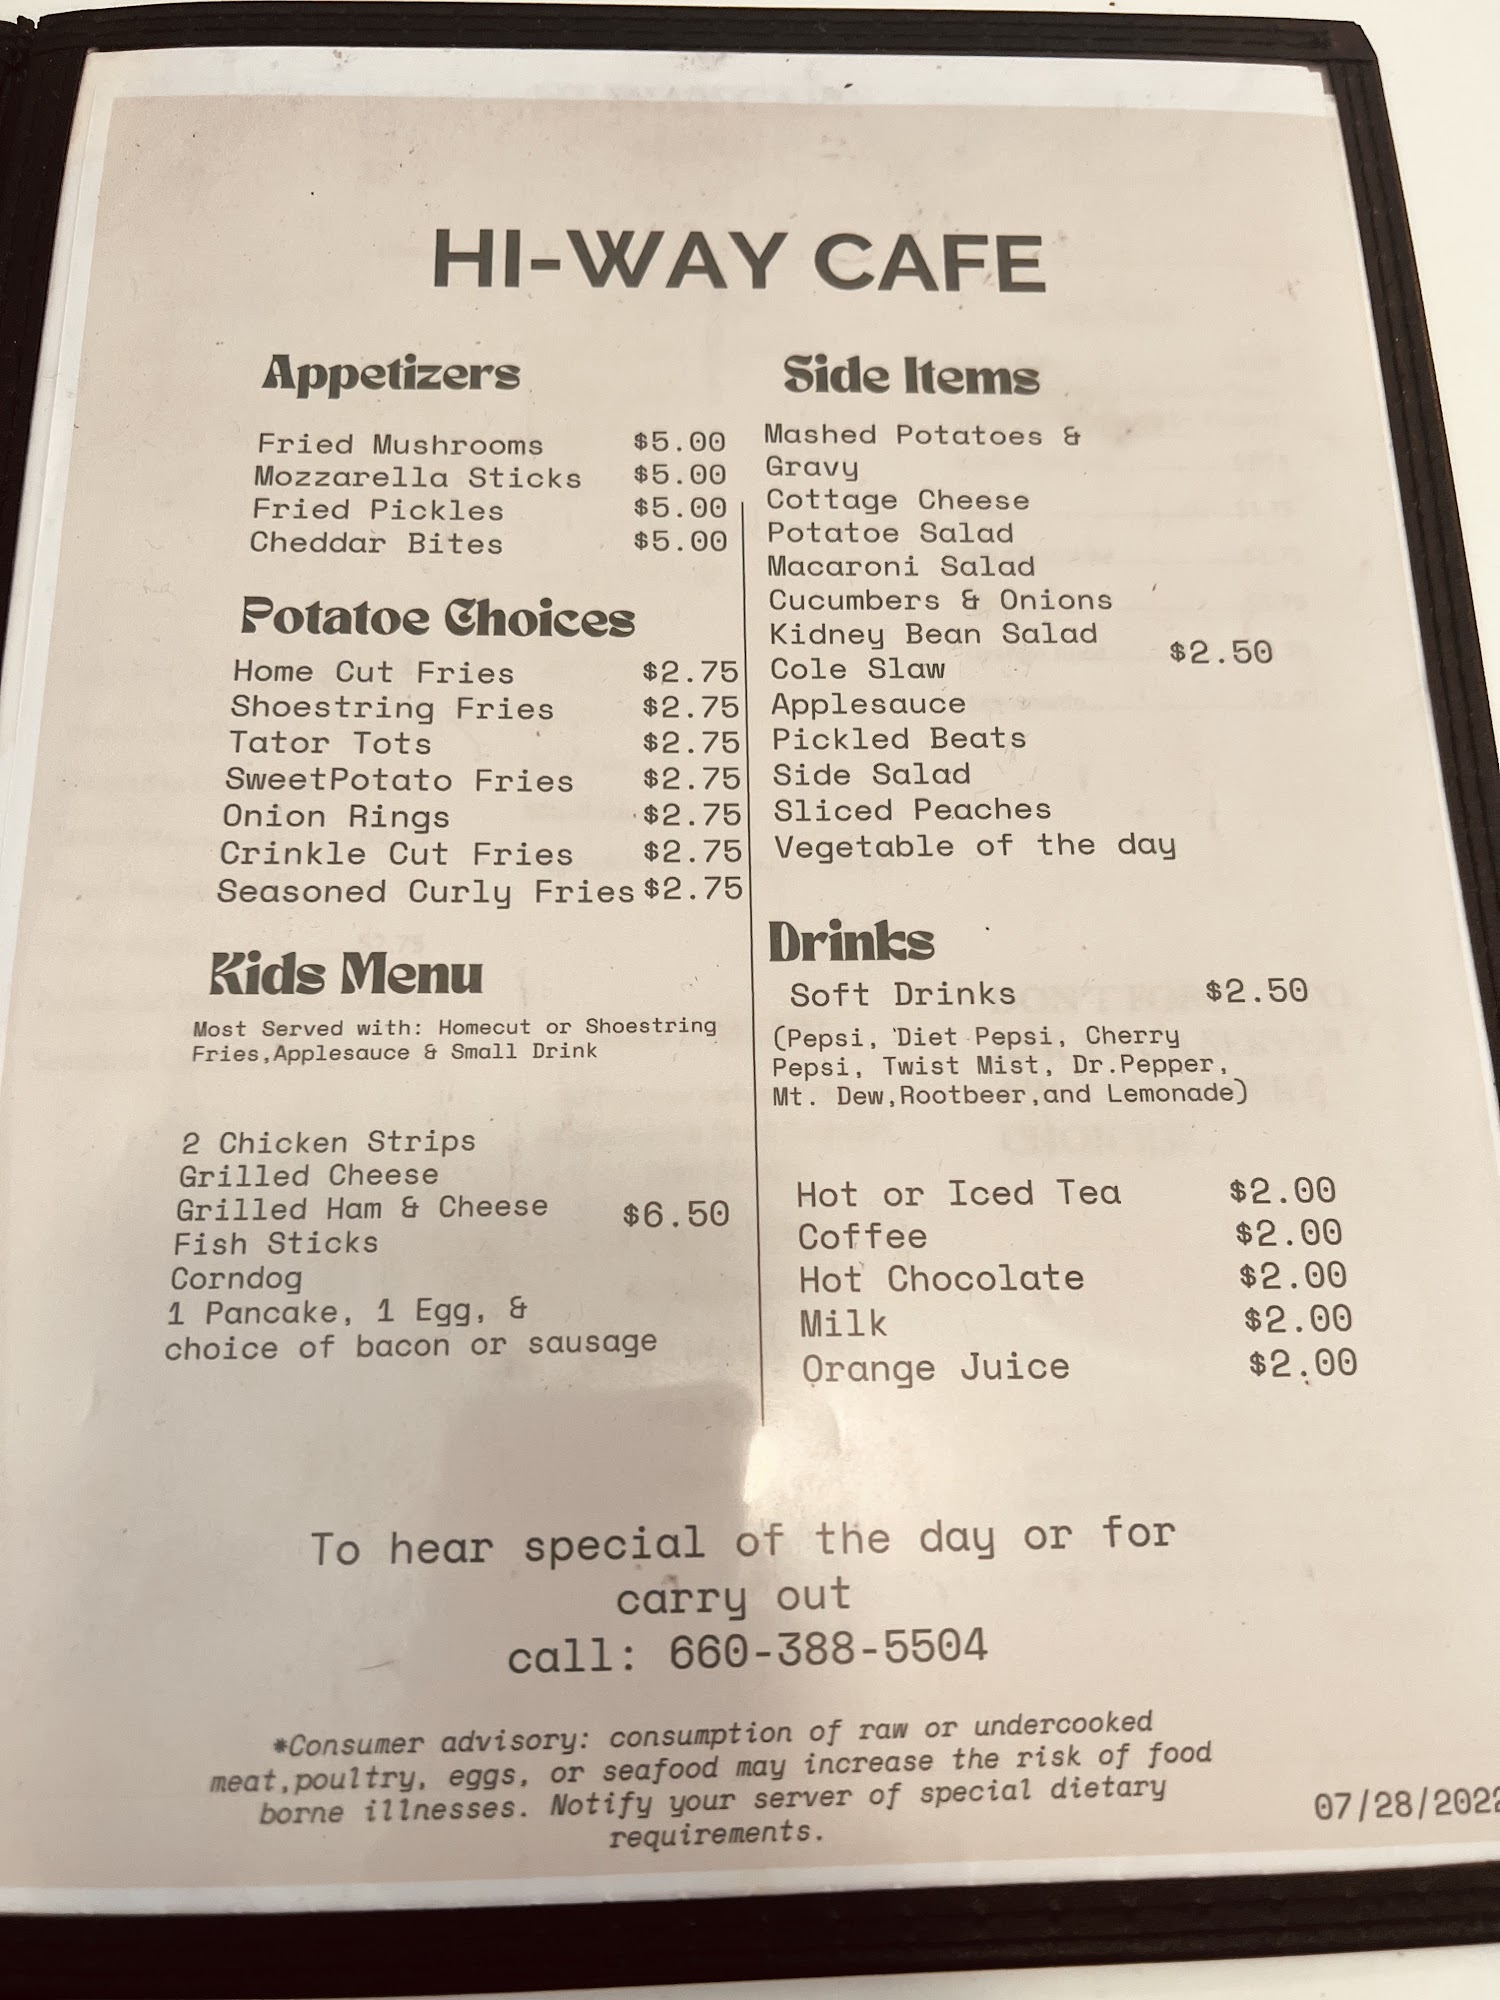 HI-WAY CAFE
Appetizers
Fried Mushrooms $5.00
Mozzarella Sticks $5.00
Fried Pickles $5.00
Cheddar Bites $5.00
Potatoe Choices
Home Cut Fries $2.75
Shoestring Fries $2.75
Tator Tots $2.75
SweetPotato Fries $2.75
Onion Rings $2.75
Crinkle Cut Fries $2.75
Seasoned Curly Fries $2.75
Kids Menu
Most Served with: Homecut or Shoestring
Fries,Applesauce & Small Drink
2 Chicken Strips
Grilled Cheese
Grilled Ham & Cheese $6.50
Fish Sticks
Corndog
1 Pancake, 1 Egg, &
choice of bacon or sausage
Side Items
Mashed Potatoes &
Gravy
Cottage Cheese
Potatoe Salad
Macaroni Salad
Cucumbers & Onions
Kidney Bean Salad
$2.50
Cole Slaw
Applesauce
Pickled Beats
Side Salad
Sliced Peaches
Vegetable of the day
Drinks
Soft Drinks $2.50
(Pepsi, Diet Pepsi, Cherry
Pepsi, Twist Mist, Dr.Pepper,
Mt. Dew,Rootbeer,and Lemonade)
Hot or Iced Tea $2.00
Coffee $2.00
Hot Chocolate $2.00
Milk $2.00
Orange Juice $2.00
To hear special of the day or for
carry out
call: 660-388-5504
*Consumer advisory: consumption of raw or undercooked
meat,poultry, eggs, or seafood may increase the risk of food
borne illnesses. Notify your server of special dietary
requirements.
07/28/2022